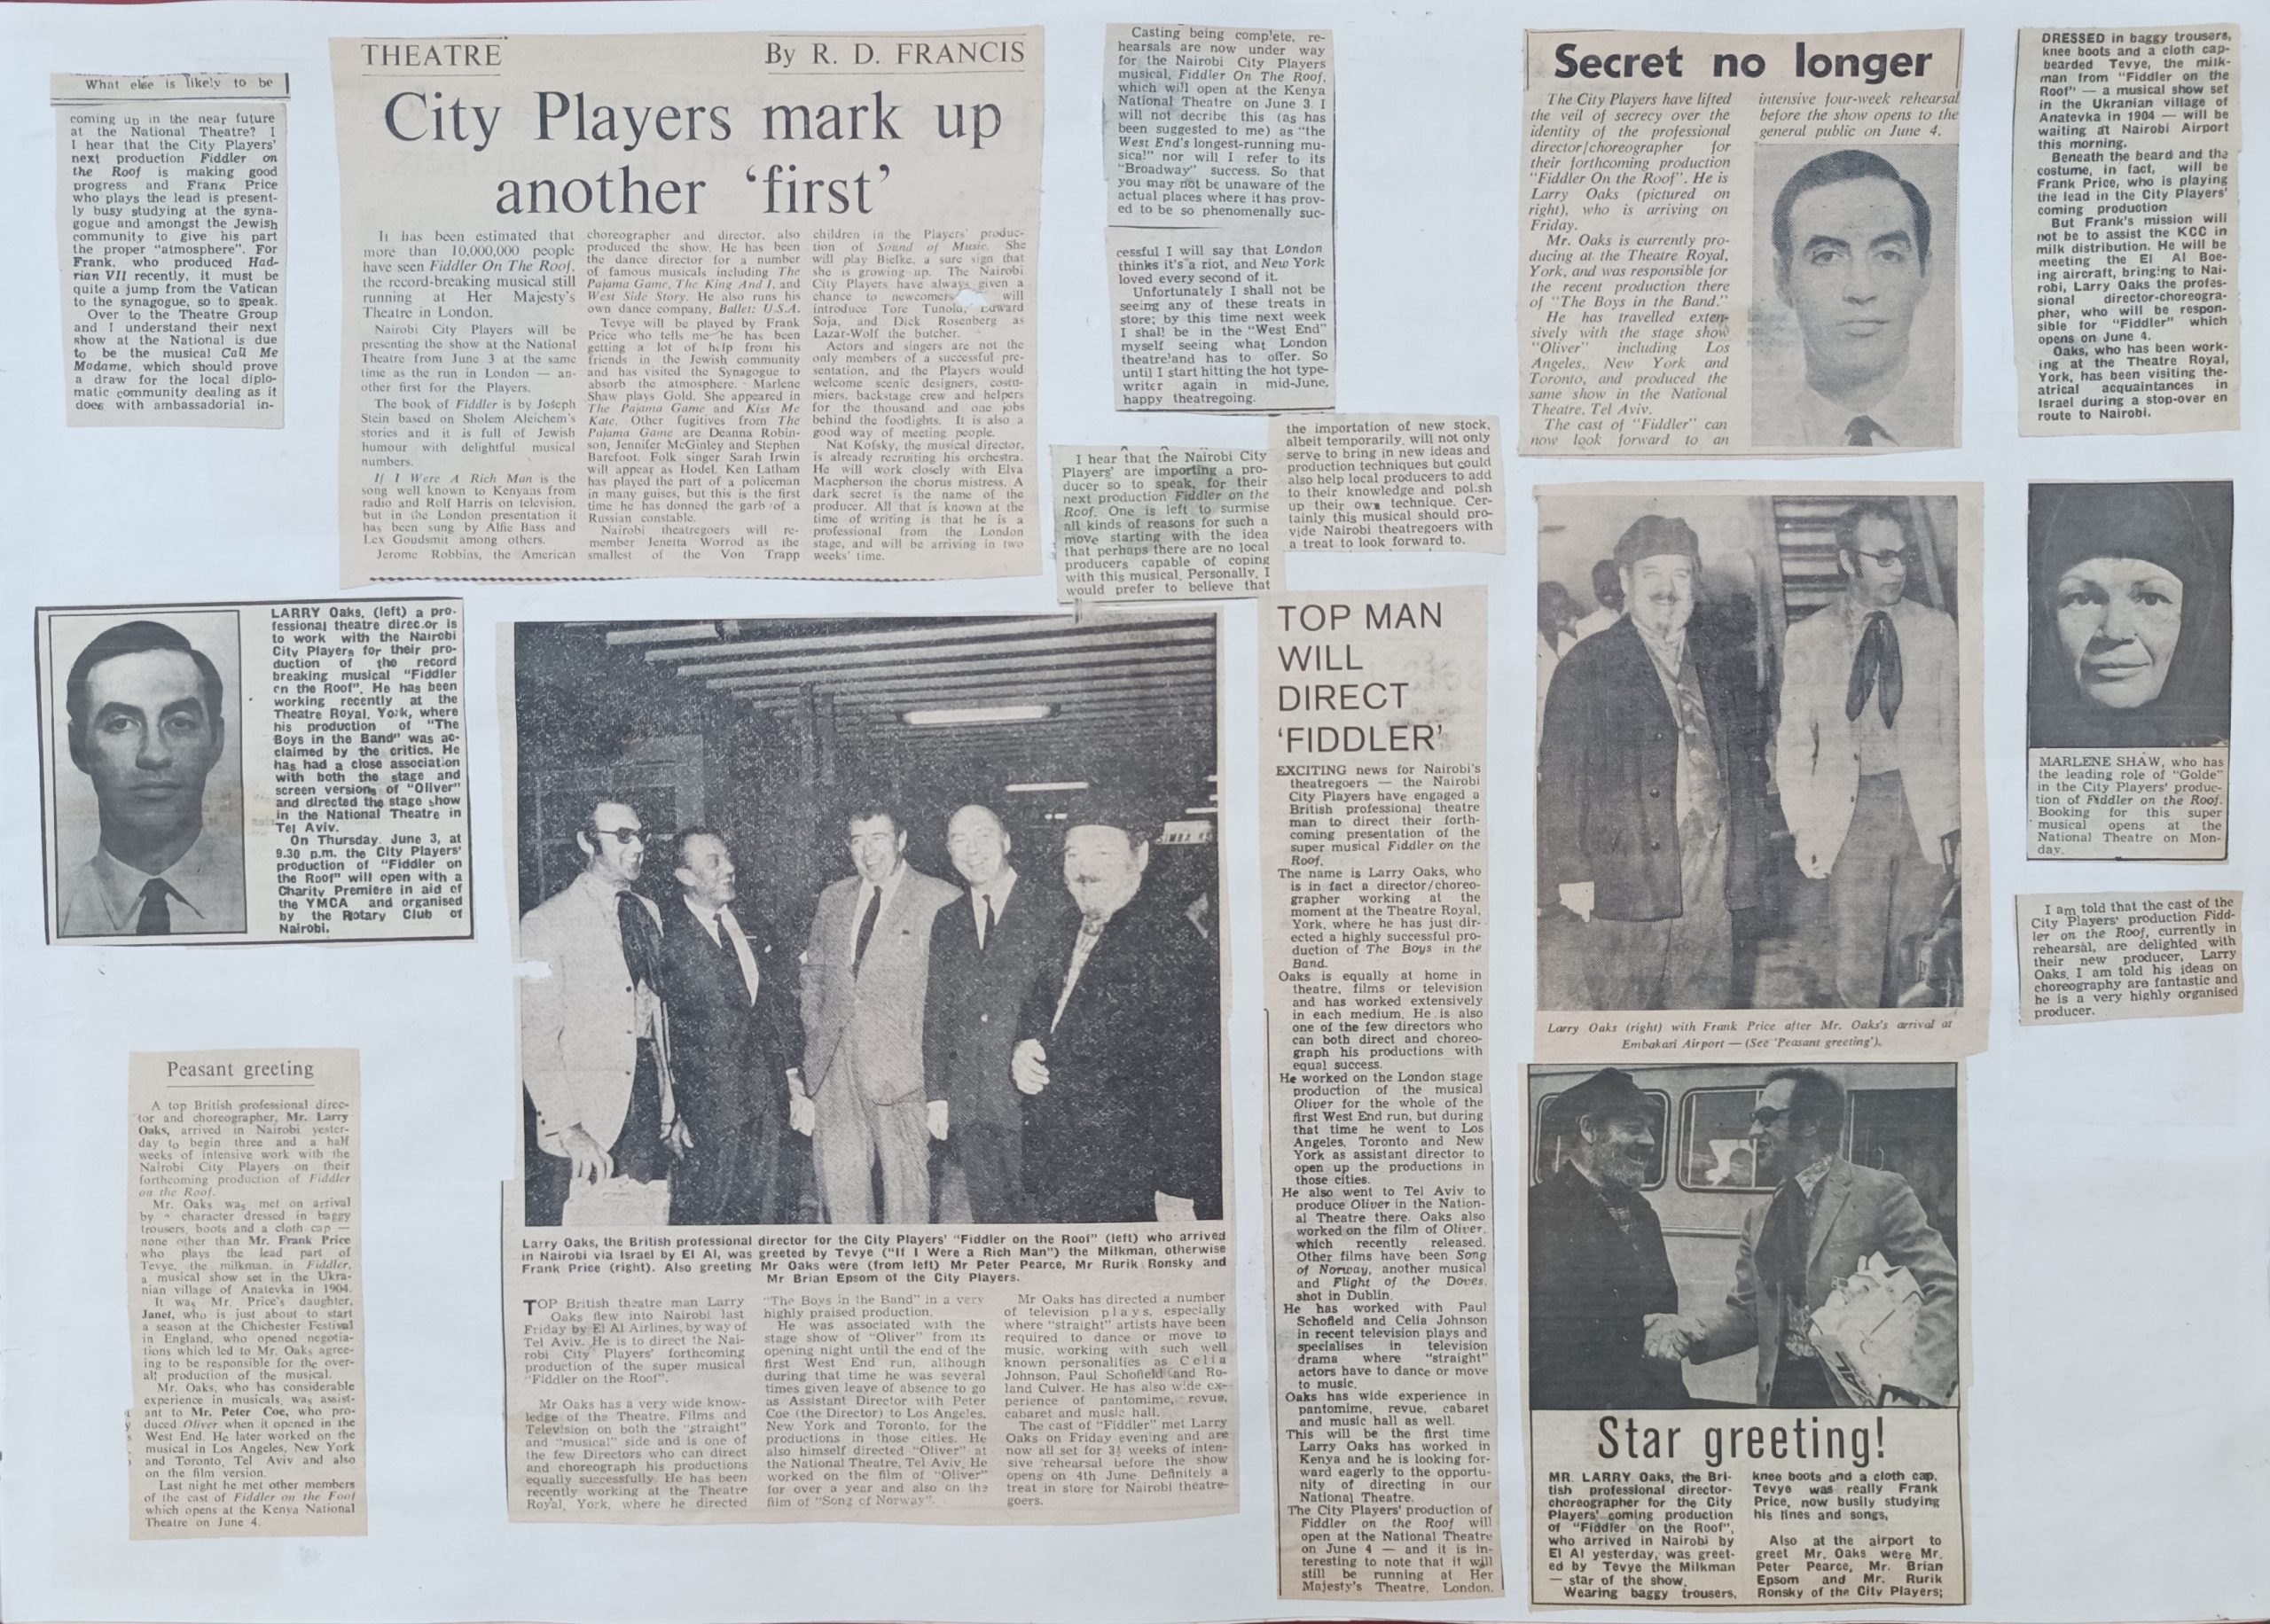 What else is likely to be
coming up in the near future
at the National Theatre? I
I hear that the City Players'
next production Fiddler on
the Roof is making good
progress and Frank Price
who plays the lead is present-
ly busy studying at the syna-
gogue and amongst the Jewish
community to give his part
the proper "atmosphere". For
Frank, who produced Had-
rian VII recently, it must be
quite a jump from the Vatican
to the synagogue, so to speak.
Over to the Theatre Group
and I understand their next
show at the National is due
to be the musical Call Me
Madame, which should prove
a draw for the local diplo-
matic community dealing as it
does with ambassadorial in-
THEATRE By R. D. FRANCIS
City Players mark up
another 'first'
It has been estimated that
more than 10,000,000 people
have seen Fiddler On The Roof,
the record-breaking musical still
running at Her Majesty's
Theatre in London.
Nairobi City Players will be
presenting the show at the National
Theatre from June 3 at the same
time as the run in London — an-
other first for the Players.
The book of Fiddler is by Joseph
Stein based on Sholem Aleichem's
stories and it is full of Jewish
humour with delightful musical
numbers.
If I Were A Rich Man is the
song well known to Kenyans from
radio and Rolf Harris on television,
but in the London presentation it
has been sung by Alfie Bass and
Lex Goudsmit among others.
Jerome Robbins, the American
choreographer and director, also
produced the show. He has been
the dance director for a number
of famous musicals including The
Pajama Game, The King And I, and
West Side Story. He also runs his
own dance company, Ballet: U.S.A.
Tevye will be played by Frank
Price who tells me he has been
getting a lot of help from his
friends in the Jewish community
and has visited the Synagogue to
absorb the atmosphere. Marlene
Shaw plays Gold. She appeared in
The Pajama Game and Kiss Me
Kate. Other fugitives from The
Pajama Game are Deanna Robin-
son, Jennifer McGinley and Stephen
Barefoot. Folk singer Sarah Irwin
will appear as Hodel. Ken Latham
has played the part of a policeman
in many guises, but this is the first
time he has donned the garb of a
Russian constable.
Nairobi theatregoers will re-
member Jenetta Worrod as the
smallest of the Von Trapp
children in the Players' produc-
tion of Sound of Music. She
will play Bielke, a sure sign that
she is growing up. The Nairobi
City Players have always given a
chance to newcomers will
introduce Tore Tunold, Edward
Soja, and Dick Rosenberg as
Lazar-Wolf the butcher.
Actors and singers are not the
only members of a successful pre-
sentation, and the Players would
welcome scenic designers, costu-
miers, backstage crew and helpers
for the thousand and one jobs
behind the footlights. It is also a
good way of meeting people.
Nat Kofsky, the musical director,
is already recruiting his orchestra.
He will work closely with Elva
Macpherson the chorus mistress. A
dark secret is the name of the
producer. All that is known at the
time of writing is that he is a
professional from the London
stage, and will be arriving in two
weeks' time.
Casting being complete, re-
hearsals are now under way
for the Nairobi City Players
musical, Fiddler On The Roof,
which will open at the Kenya
National Theatre on June 3. I
will not decribe this (as has
been suggested to me) as "the
West End's longest-running mu-
sical" nor will I refer to its
"Broadway" success. So that
you may not be unaware of the
actual places where it has prov-
ed to be so phenomenally suc-
cessful I will say that London
thinks it's a riot, and New York
loved every second of it.
Unfortunately I shall not be
seeing any of these treats in
store; by this time next week
I shall be in the "West End"
myself seeing what London
theatre'and has to offer. So
until I start hitting the hot type-
writer again in mid-June,
happy theatregoing.
I hear that the Nairobi City
Players' are importing a pro-
ducer so to speak, for their
next production Fiddler on the
Roof. One is left to surmise
all kinds of reasons for such a
move starting with the idea
that perhaps there are no local
producers capable of coping
with this musical. Personally, I
would prefer to believe that
the importation of new stock,
albeit temporarily, will not only
serve to bring in new ideas and
production techniques but could
also help local producers to add
to their knowledge and polish
up their own technique. Cer-
tainly this musical should pro-
vide Nairobi theatregoers with
a treat to look forward to.
Secret no longer
The City Players have lifted
the veil of secrecy over the
identity of the professional
director/choreographer for
their forthcoming production
"Fiddler On the Roof". He is
Larry Oaks (pictured on
right), who is arriving on
Friday.
Mr. Oaks is currently pro-
ducing at the Theatre Royal,
York, and was responsible for
the recent production there
of "The Boys in the Band."
He has travelled exten-
sively with the stage show
"Oliver" including Los
Angeles, New York and
Toronto, and produced the
same show in the National
Theatre, Tel Aviv.
The cast of "Fiddler" can
now look forward to an
intensive four-week rehearsal
before the show opens to the
general public on June 4.
DRESSED in baggy trousers,
knee boots and a cloth cap-
bearded Tevye, the milk-
man from "Fiddler on the
Roof" — a musical show set
in the Ukranian village of
Anatevka in 1904 — will be
waiting at Nairobi Airport
this morning.
Beneath the beard and the
costume, in fact, will be
Frank Price, who is playing
the lead in the City Players'
coming production
But Frank's mission will
not be to assist the KCC in
milk distribution. He will be
meeting the El Al Boe-
ing aircraft, bringing to Nai-
robi, Larry Oaks the profes-
sional director-choreogra-
pher, who will be respon-
sible for "Fiddler" which
opens on June 4.
Oaks, who has been work-
ing at the Theatre Royal,
York, has been visiting the-
atrical acquaintances in
Israel during a stop-over en
route to Nairobi.
LARRY Oaks, (left) a pro-
fessional theatre director is
to work with the Nairobi
City Players for their pro-
duction of the record
breaking musical "Fiddler
on the Roof". He has been
working recently at the
Theatre Royal, York, where
his production of "The
Boys in the Band" was ac-
claimed by the critics. He
has had a close association
with both the stage and
screen versions of "Oliver"
and directed the stage show
in the National Theatre in
Tel Aviv.
On Thursday, June 3, at
9.30 p.m. the City Players'
production of "Fiddler on
the Roof" will open with a
Charity Premiere in aid of
the YMCA and organised
by the Rotary Club of
Nairobi.
SIMBA
Larry Oaks, the British professional director for the City Players' "Fiddler on the Roof" (left) who arrived
in Nairobi via Israel by El Al, was greeted by Tevye ("If I Were a Rich Man") the Milkman, otherwise
Frank Price (right). Also greeting Mr Oaks were (from left) Mr Peter Pearce, Mr Rurik Ronsky and
Mr Brian Epsom of the City Players.
TOP British theatre man Larry
Oaks flew into Nairobi last
Friday by El Al Airlines, by way of
Tel Aviv. He is to direct the Nai-
robi City Players' forthcoming
production of the super musical
"Fiddler on the Roof".
Mr Oaks has a very wide know-
ledge of the Theatre, Films and
Television on both the "straight"
and "musical" side and is one of
the few Directors who can direct
and choreograph his productions
equally successfully. He has been
recently working at the Theatre
Royal, York, where he directed
"The Boys in the Band" in a very
highly praised production.
He was associated with the
stage show of "Oliver" from its
opening night until the end of the
first West End run, although
during that time he was several
times given leave of absence to go
as Assistant Director with Peter
Coe (the Director) to Los Angeles,
New York and Toronto, for the
productions in those cities. He
also himself directed "Oliver" at
the National Theatre, Tel Aviv. He
worked on the film of "Oliver"
for over a year and also on the
film of "Song of Norway".
Mr Oaks has directed a number
of television plays, especially
where "straight" artists have been
required to dance or move to
music, working with such well
known personalities as Celia
Johnson, Paul Schofield and Ro-
land Culver. He has also wide ex-
perience of pantomime, revue,
cabaret and music hall.
The cast of "Fiddler" met Larry
Oaks on Friday evening and are
now all set for 3½ weeks of inten-
sive rehearsal before the show
opens on 4th June. Definitely a
treat in store for Nairobi theatre-
goers.
TOP MAN
WILL
DIRECT
'FIDDLER'
EXCITING news for Nairobi's
theatregoers — the Nairobi
City Players have engaged a
British professional theatre
man to direct their forth-
coming presentation of the
super musical Fiddler on the
Roof.
The name is Larry Oaks, who
is in fact a director/choreo-
grapher working at the
moment at the Theatre Royal,
York, where he has just dir-
ected a highly successful pro-
duction of The Boys in the
Band.
Oaks is equally at home in
theatre, films or television
and has worked extensively
in each medium. He is also
one of the few directors who
can both direct and choreo-
graph his productions with
equal success.
He worked on the London stage
production of the musical
Oliver for the whole of the
first West End run, but during
that time he went to Los
Angeles, Toronto and New
York as assistant director to
open up the productions in
those cities.
He also went to Tel Aviv to
produce Oliver in the Nation-
al Theatre there. Oaks also
worked on the film of Oliver,
which recently released.
Other films have been Song
of Norway, another musical
and Flight of the Doves,
shot in Dublin.
He has worked with Paul
Schofield and Celia Johnson
in recent television plays and
specialises in television
drama where "straight"
actors have to dance or move
to music.
Oaks has wide experience in
pantomime, revue, cabaret
and music hall as well.
This will be the first time
Larry Oaks has worked in
Kenya and he is looking for-
ward eagerly to the opportu-
nity of directing in our
National Theatre.
The City Players' production of
Fiddler on the Roof will
open at the National Theatre
on June 4 — and it is in-
teresting to note that it will
still be running at Her
Majesty's Theatre, London.
Larry Oaks (right) with Frank Price after Mr. Oaks's arrival at
Embakasi Airport — (See 'Peasant greeting').
MARLENE SHAW, who has
the leading role of "Golde"
in the City Players' produc-
tion of Fiddler on the Roof.
Booking for this super
musical opens at the
National Theatre on Mon-
day.
I am told that the cast of the
City Players' production Fidd-
ler on the Roof, currently in
rehearsal, are delighted with
their new producer, Larry
Oaks. I am told his ideas on
choreography are fantastic and
he is a very highly organised
producer.
Peasant greeting
A top British professional direc-
tor and choreographer, Mr. Larry
Oaks, arrived in Nairobi yester-
day to begin three and a half
weeks of intensive work with the
Nairobi City Players on their
forthcoming production of Fiddler
on the Roof.
Mr. Oaks was met on arrival
by a character dressed in baggy
trousers, boots and a cloth cap —
none other than Mr. Frank Price
who plays the lead part of
Tevye, the milkman, in Fiddler,
a musical show set in the Ukra-
nian village of Anatevka in 1904.
It was Mr. Price's daughter,
Janet, who is just about to start
a season at the Chichester Festival
in England, who opened negotia-
tions which led to Mr. Oaks agree-
ing to be responsible for the over-
all production of the musical.
Mr. Oaks, who has considerable
experience in musicals, was assist-
ant to Mr. Peter Coe, who pro-
duced Oliver when it opened in the
West End. He later worked on the
musical in Los Angeles, New York
and Toronto, Tel Aviv and also
on the film version.
Last night he met other members
of the cast of Fiddler on the Foof
which opens at the Kenya National
Theatre on June 4.
Star greeting!
MR. LARRY Oaks, the Bri-
tish professional director-
choreographer for the City
Players' coming production
of "Fiddler on the Roof",
who arrived in Nairobi by
El Al yesterday, was greet-
ed by Tevye the Milkman
— star of the show.
Wearing baggy trousers,
knee boots and a cloth cap,
Tevye was really Frank
Price, now busily studying
his lines and songs,
Also at the airport to
greet Mr. Oaks were Mr.
Peter Pearce, Mr. Brian
Epsom and Mr. Rurik
Ronsky of the City Players;